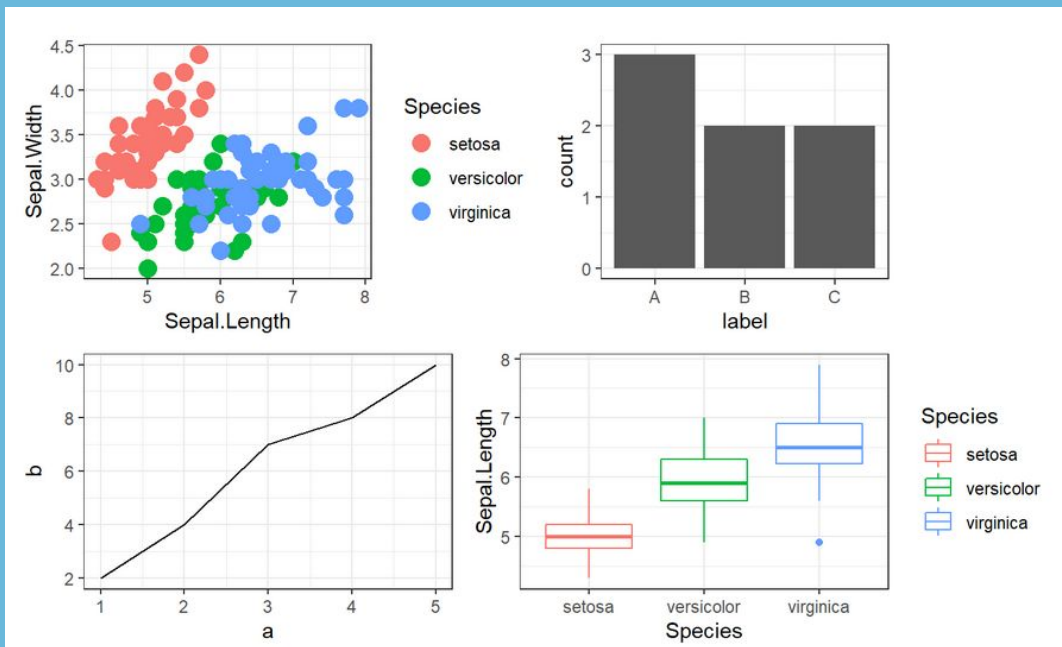 4.5
4.0
3.5
3.0
2.5
2.0
Sepal.Width
5 6 7 8
Sepal.Length
Species
setosa
versicolor
virginica
3
2
1
0
count
A B C
label
10
8
6
4
2
b
1 2 3 4 5
a
8
7
6
5
Sepal.Length
setosa versicolor virginica
Species
Species
setosa
versicolor
virginica